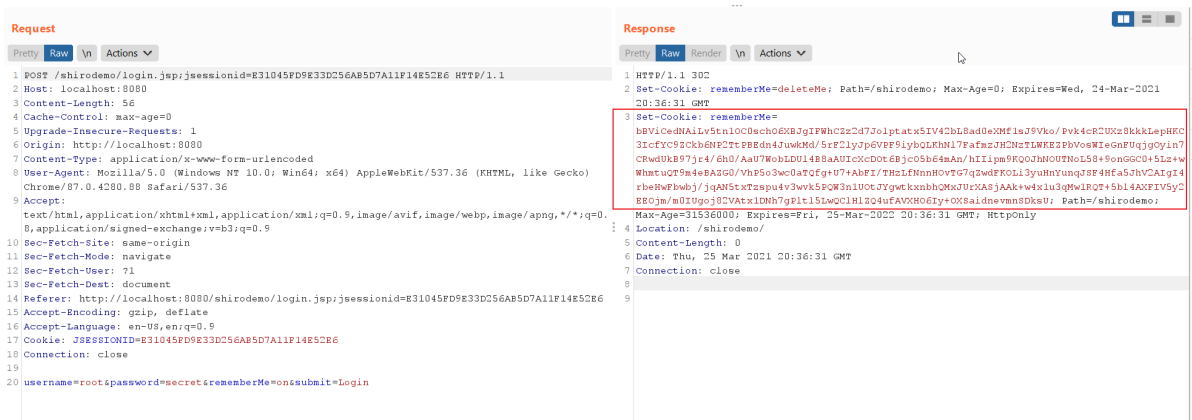 Request
Pretty Raw \n Actions
1 POST /shirodemo/login.jsp;jsessionid=E31045FD9E33D256AB5D7A11F14E52E6 HTTP/1.1
2 Host: localhost:8080
3 Content-Length: 56
4 Cache-Control: max-age=0
5 Upgrade-Insecure-Requests: 1
6 Origin: http://localhost:8080
7 Content-Type: application/x-www-form-urlencoded
8 User-Agent: Mozilla/5.0 (Windows NT 10.0; Win64; x64) AppleWebKit/537.36 (KHTML, like Gecko)
Chrome/87.0.4280.88 Safari/537.36
9 Accept:
text/html,application/xhtml+xml,application/xml;q=0.9,image/avif,image/webp,image/apng,*/*;q=0.
8,application/signed-exchange;v=b3;q=0.9
10 Sec-Fetch-Site: same-origin
11 Sec-Fetch-Mode: navigate
12 Sec-Fetch-User: ?1
13 Sec-Fetch-Dest: document
14 Referer: http://localhost:8080/shirodemo/login.jsp;jsessionid=E31045FD9E33D256AB5D7A11F14E52E6
15 Accept-Encoding: gzip, deflate
16 Accept-Language: en-US,en;q=0.9
17 Cookie: JSESSIONID=E31045FD9E33D256AB5D7A11F14E52E6
18 Connection: close
19
20 username=root&password=secret&rememberMe=on&submit=Login
Response
Pretty Raw Render \n Actions
1 HTTP/1.1 302
2 Set-Cookie: rememberMe=deleteMe; Path=/shirodemo; Max-Age=0; Expires=Wed, 24-Mar-2021
20:36:31 GMT
3 Set-Cookie: rememberMe=
Path=/shirodemo;
Max-Age=31536000; Expires=Fri, 25-Mar-2022 20:36:31 GMT; HttpOnly
4 Location: /shirodemo/
5 Content-Length: 0
6 Date: Thu, 25 Mar 2021 20:36:31 GMT
7 Connection: close
8
9